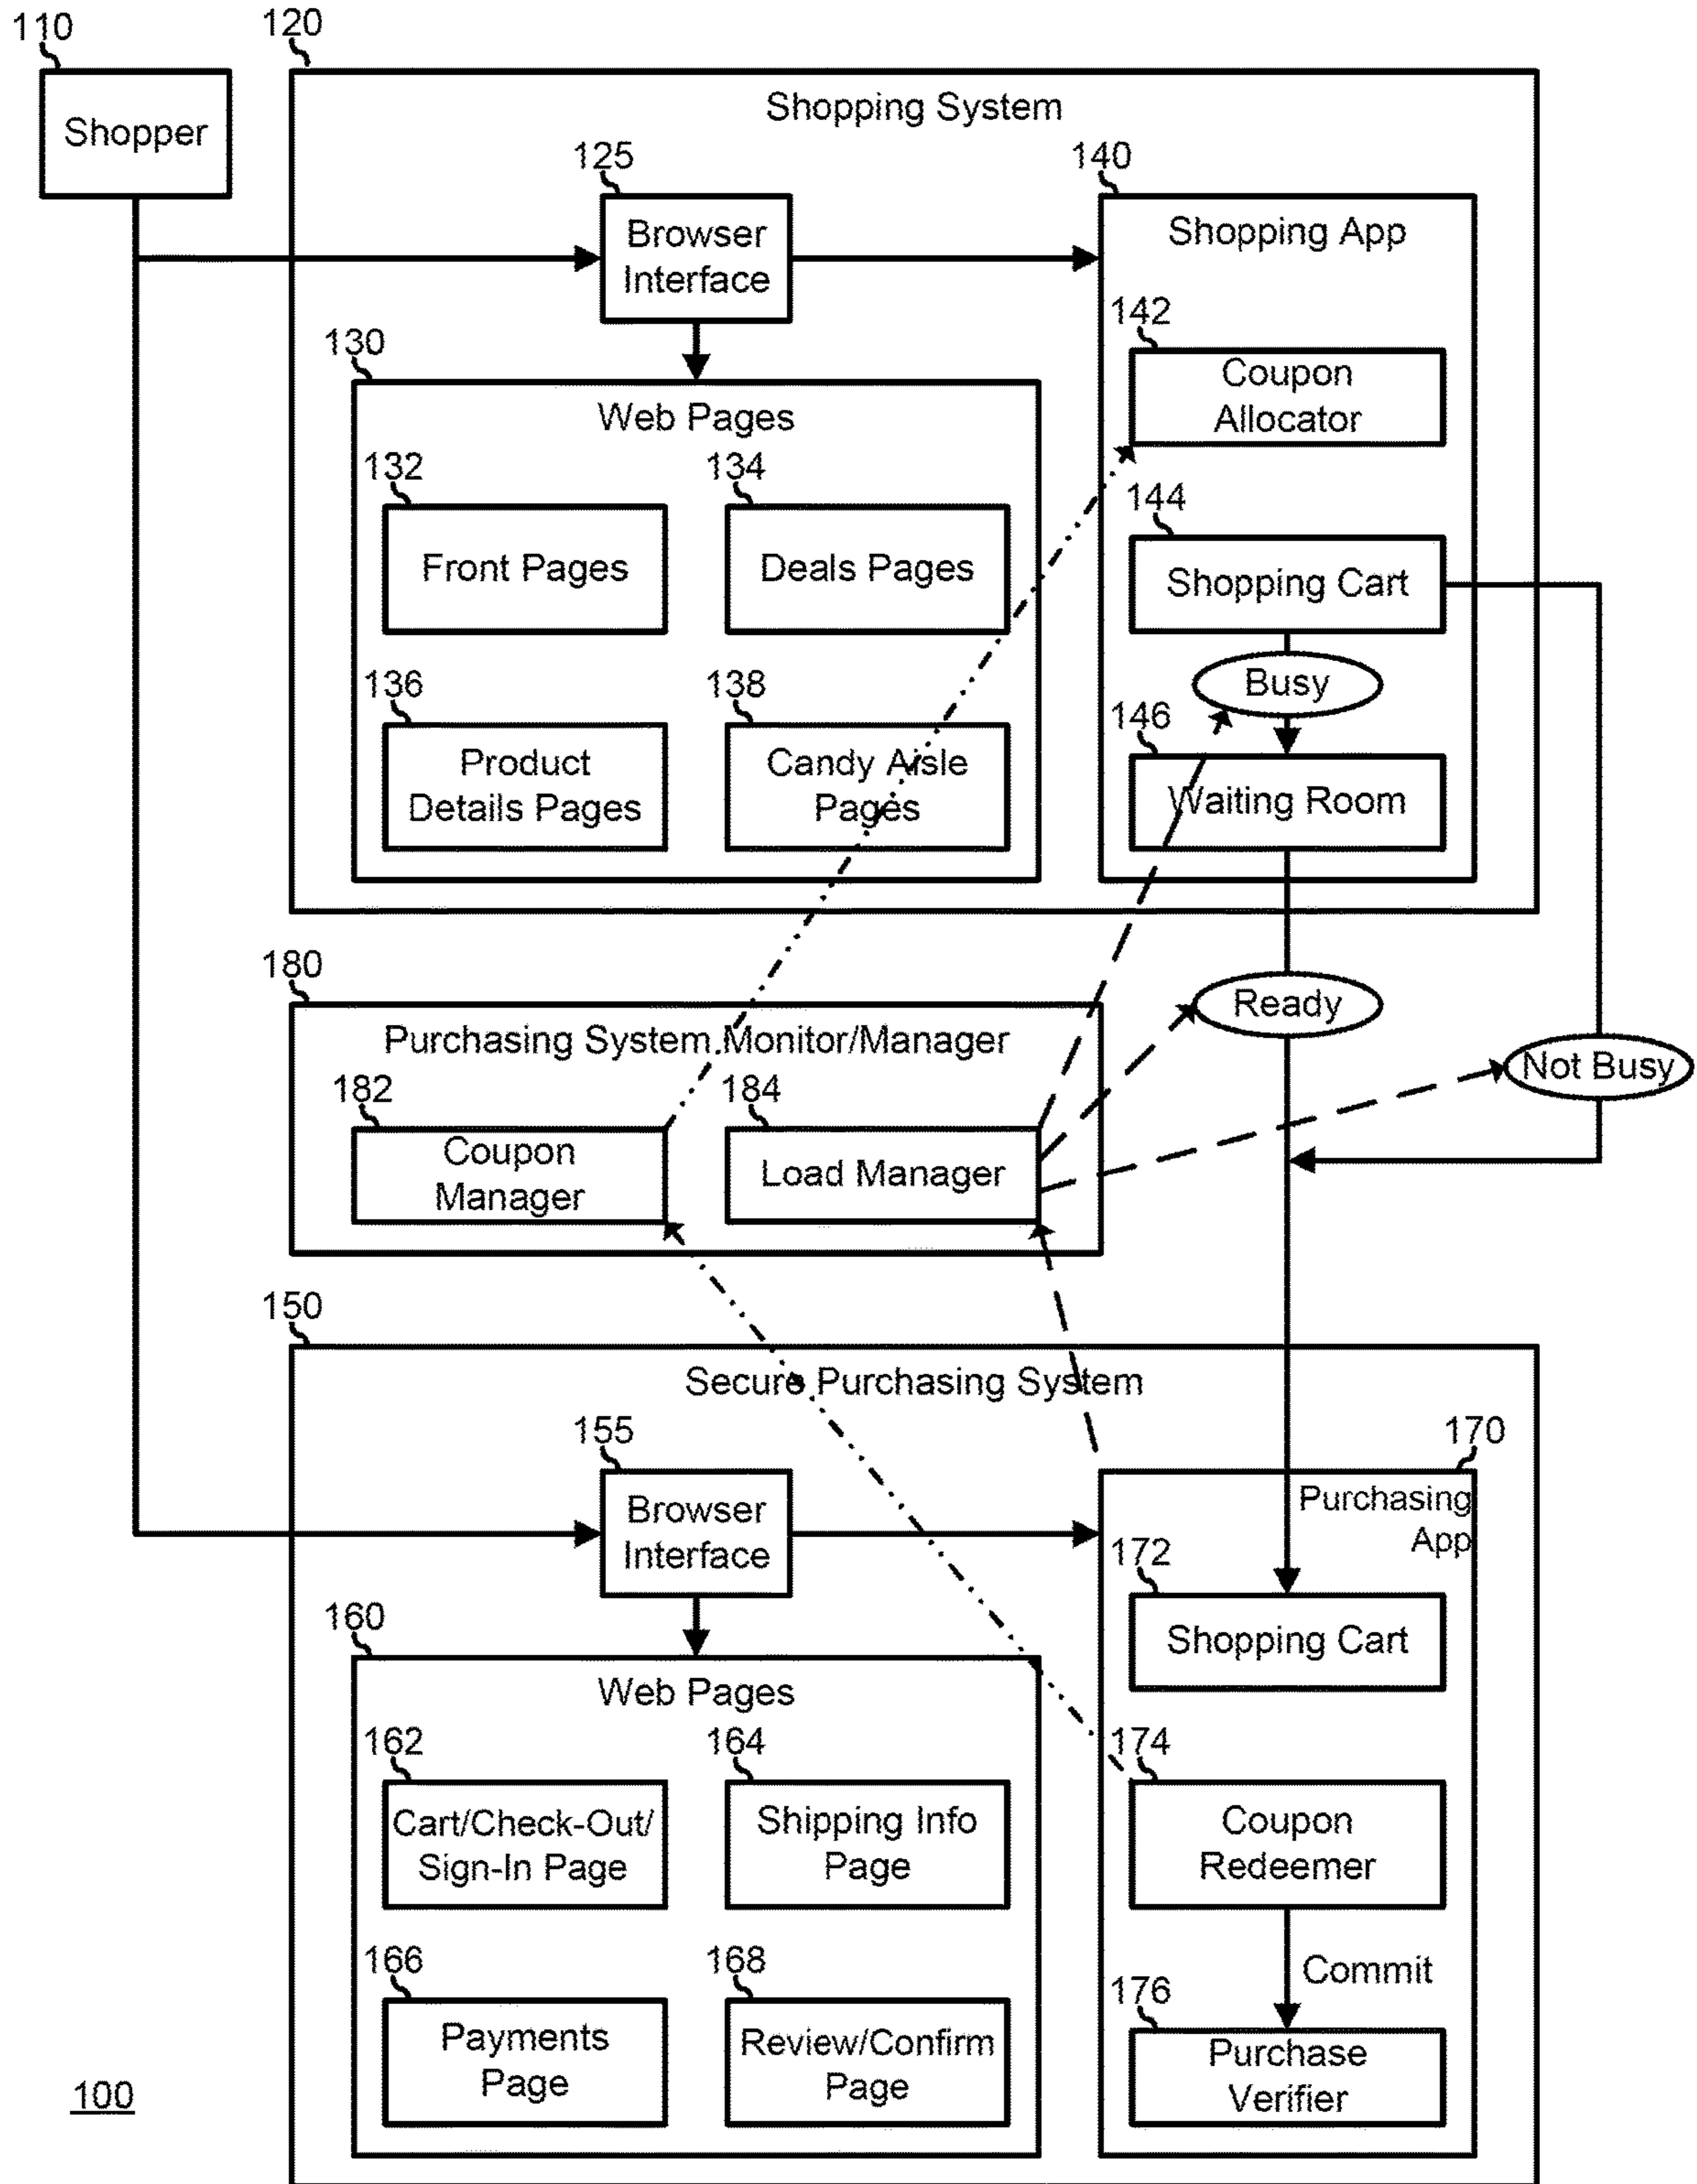 110
120
Shopper
Shopping System
125
140
Browser
Interface
Shopping App
142
Coupon
Allocator
130
Web Pages
132
134
144
Front Pages
Deals Pages
Shopping Cart
Busy
136
138
146
Product
Details Pages
Candy Aisle
Pages
Waiting Room
180
Ready
Purchasing System Monitor/Manager
Not Busy
182
184
Coupon
Manager
Load Manager
150
Secure Purchasing System
155
170
Browser
Interface
Purchasing
App
172
160
Shopping Cart
Web Pages
162
164
174
Cart/Check-Out/
Sign-In Page
Shipping Info
Page
Coupon
Redeemer
166
168
Commit
176
Payments
Page
Review/Confirm
Page
Purchase
Verifier
100